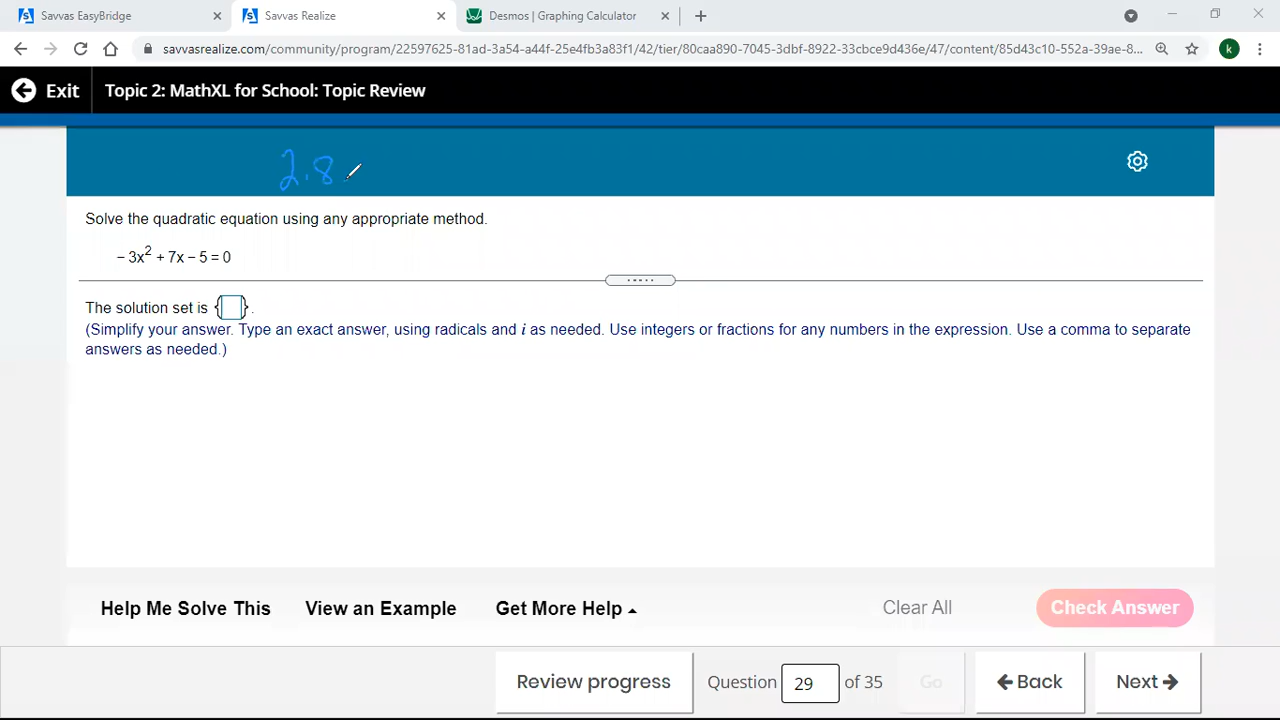 Savvas EasyBridge × Savvas Realize × Desmos | Graphing Calculator × +
savvasrealize.com/community/program/22597625-81ad-3a54-a44f-25e4fb3a83f1/42/tier/80caa890-7045-3dbf-8922-33cbce9d436e/47/content/85d43c10-552a-39ae-8... k
Exit Topic 2: MathXL for School: Topic Review
2.8
Solve the quadratic equation using any appropriate method.
− 3x² + 7x − 5 = 0
The solution set is { }.
(Simplify your answer. Type an exact answer, using radicals and i as needed. Use integers or fractions for any numbers in the expression. Use a comma to separate
answers as needed.)
Help Me Solve This View an Example Get More Help Clear All Check Answer
Review progress Question 29 of 35 Go Back Next